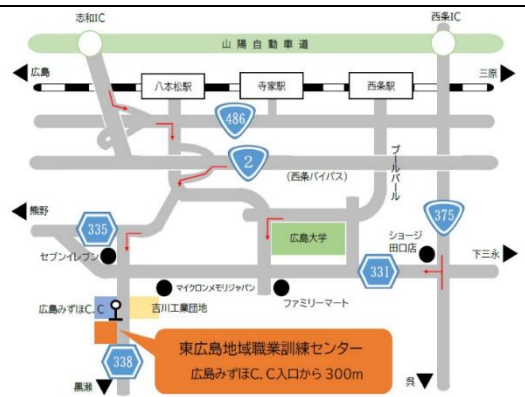 志和IC
西条IC
山陽自動車道
広島
八本松駅
寺家駅
西条駅
三原
486
2
(西条バイパス)
ブールバール
375
熊野
335
セブンイレブン
広島大学
ショージ
田口店
下三永
331
マイクロンメモリジャパン
ファミリーマート
広島みずほC.C
吉川工業団地
東広島地域職業訓練センター
広島みずほC.C入口から 300m
338
黒瀬
呉